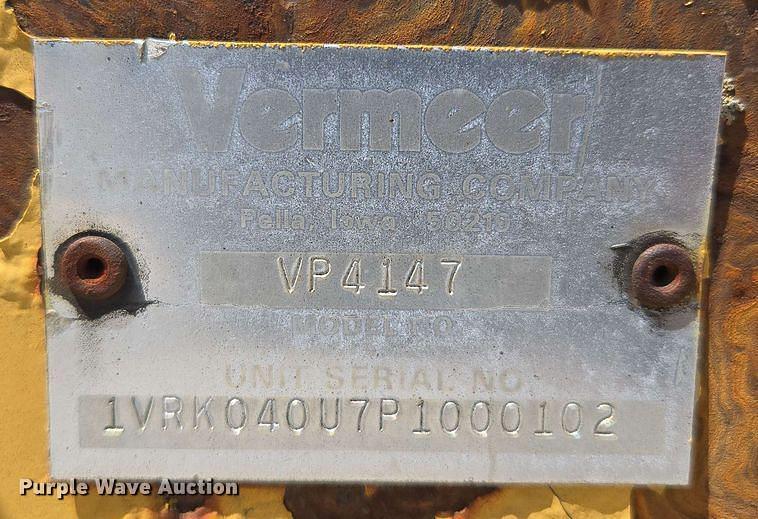 Vermeer
MANUFACTURING COMPANY
Pella, Iowa 50219
VP4147
MODEL NO.
UNIT SERIAL NO.
1VRK040U7P1000102
Purple Wave Auction